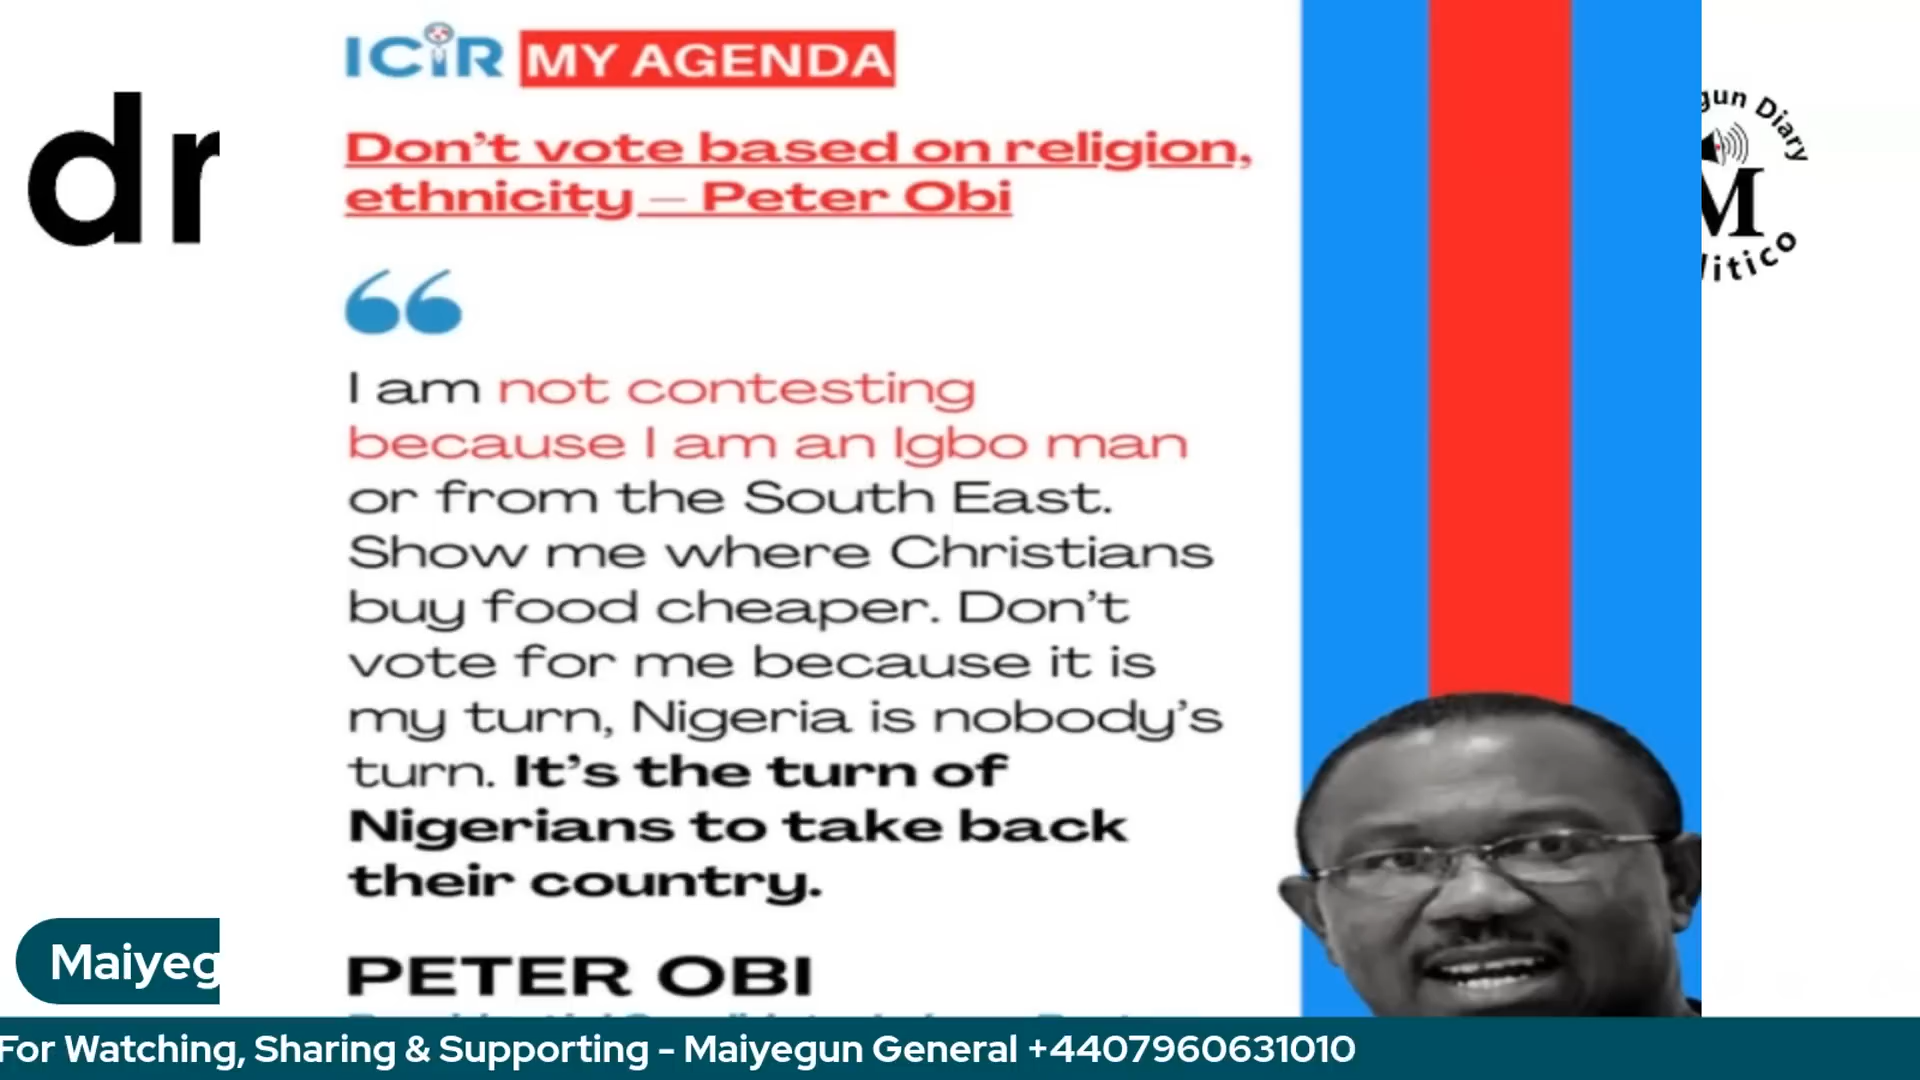 ICiR MY AGENDA
Don't vote based on religion,
ethnicity – Peter Obi
“
I am not contesting
because I am an Igbo man
or from the South East.
Show me where Christians
buy food cheaper. Don't
vote for me because it is
my turn, Nigeria is nobody's
turn. It's the turn of
Nigerians to take back
their country.
PETER OBI
dr
gun Diary
M
litico
Maiyeg
For Watching, Sharing & Supporting - Maiyegun General +4407960631010